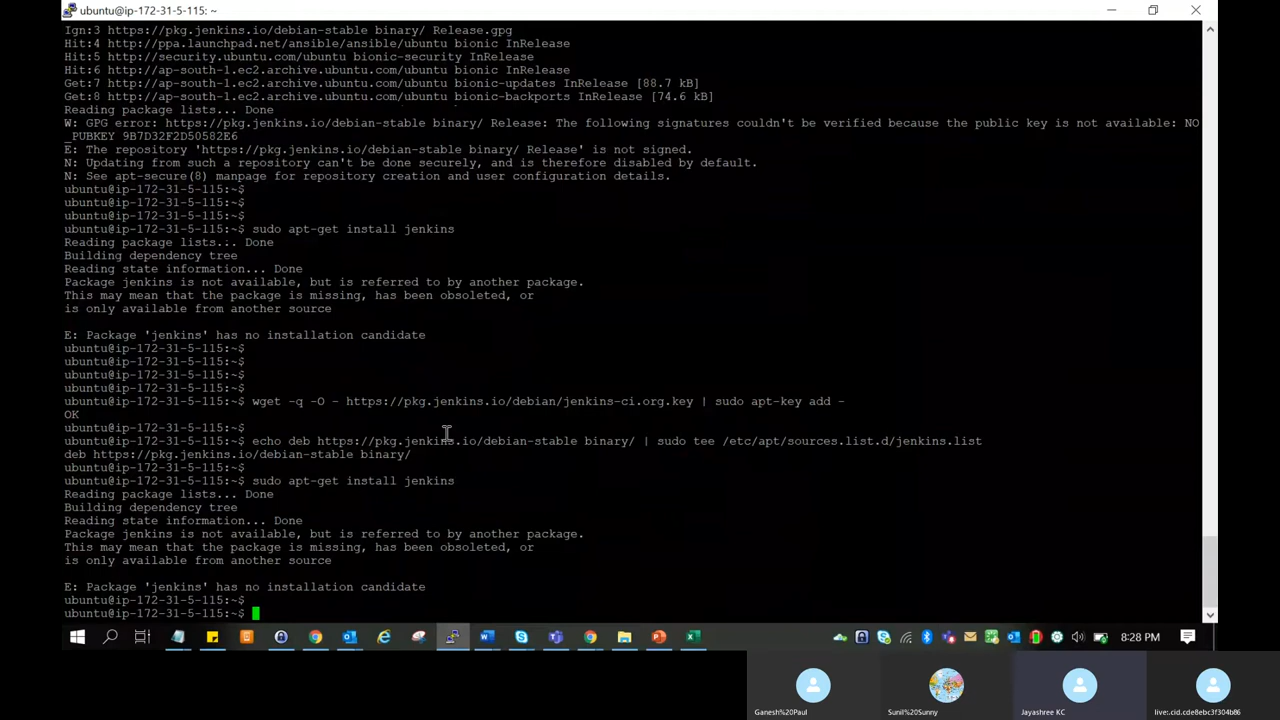 ubuntu@ip-172-31-5-115: ~
Ign:3 https://pkg.jenkins.io/debian-stable binary/ Release.gpg
Hit:4 http://ppa.launchpad.net/ansible/ansible/ubuntu bionic InRelease
Hit:5 http://security.ubuntu.com/ubuntu bionic-security InRelease
Hit:6 http://ap-south-1.ec2.archive.ubuntu.com/ubuntu bionic InRelease
Get:7 http://ap-south-1.ec2.archive.ubuntu.com/ubuntu bionic-updates InRelease [88.7 kB]
Get:8 http://ap-south-1.ec2.archive.ubuntu.com/ubuntu bionic-backports InRelease [74.6 kB]
Reading package lists... Done
W: GPG error: https://pkg.jenkins.io/debian-stable binary/ Release: The following signatures couldn't be verified because the public key is not available: NO
_PUBKEY 9B7D32F2D50582E6
E: The repository 'https://pkg.jenkins.io/debian-stable binary/ Release' is not signed.
N: Updating from such a repository can't be done securely, and is therefore disabled by default.
N: See apt-secure(8) manpage for repository creation and user configuration details.
ubuntu@ip-172-31-5-115:~$
ubuntu@ip-172-31-5-115:~$
ubuntu@ip-172-31-5-115:~$
ubuntu@ip-172-31-5-115:~$ sudo apt-get install jenkins
Reading package lists... Done
Building dependency tree
Reading state information... Done
Package jenkins is not available, but is referred to by another package.
This may mean that the package is missing, has been obsoleted, or
is only available from another source
E: Package 'jenkins' has no installation candidate
ubuntu@ip-172-31-5-115:~$
ubuntu@ip-172-31-5-115:~$
ubuntu@ip-172-31-5-115:~$
ubuntu@ip-172-31-5-115:~$
ubuntu@ip-172-31-5-115:~$ wget -q -O - https://pkg.jenkins.io/debian/jenkins-ci.org.key | sudo apt-key add -
OK
ubuntu@ip-172-31-5-115:~$
ubuntu@ip-172-31-5-115:~$ echo deb https://pkg.jenkins.io/debian-stable binary/ | sudo tee /etc/apt/sources.list.d/jenkins.list
deb https://pkg.jenkins.io/debian-stable binary/
ubuntu@ip-172-31-5-115:~$
ubuntu@ip-172-31-5-115:~$ sudo apt-get install jenkins
Reading package lists... Done
Building dependency tree
Reading state information... Done
Package jenkins is not available, but is referred to by another package.
This may mean that the package is missing, has been obsoleted, or
is only available from another source
E: Package 'jenkins' has no installation candidate
ubuntu@ip-172-31-5-115:~$
ubuntu@ip-172-31-5-115:~$
8:28 PM
Ganesh%20Paul
Sunil%20Sunny
Jayashree KC
live:.cid.cde8ebc3f304b86